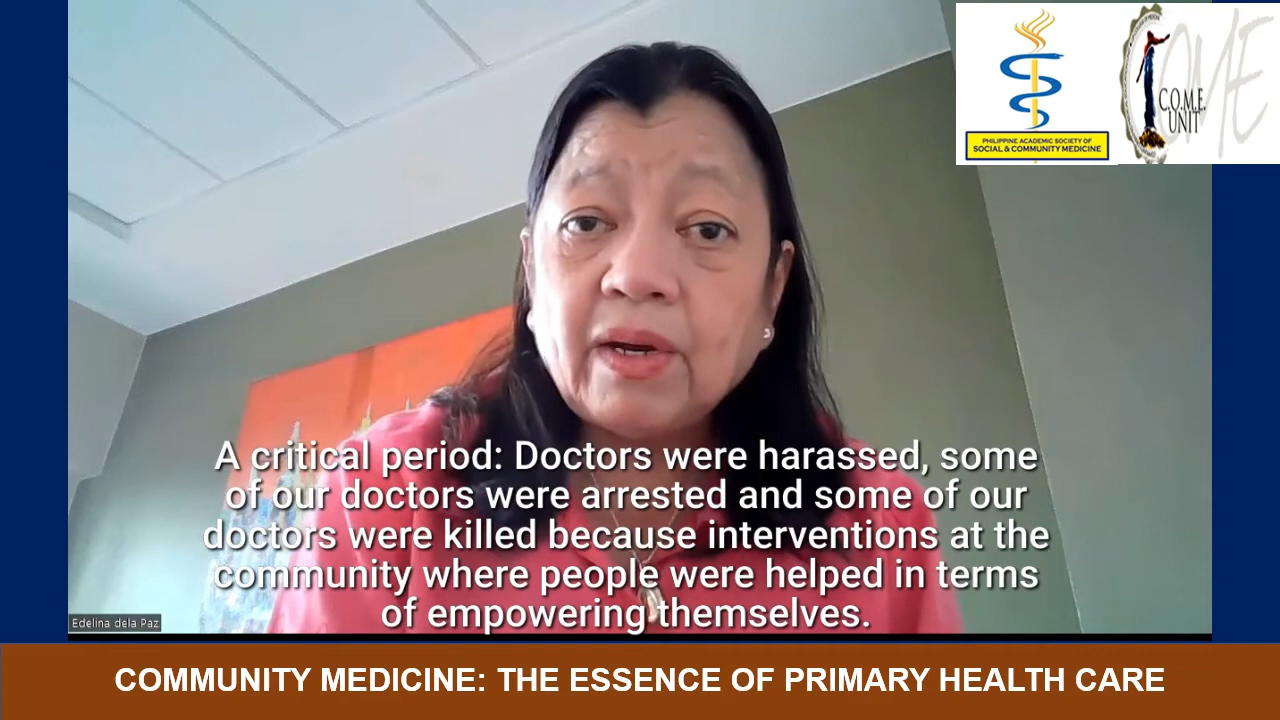 PHILIPPINE ACADEMIC SOCIETY OF
SOCIAL & COMMUNITY MEDICINE
COME
C.O.M.E.
UNIT
A critical period: Doctors were harassed, some
of our doctors were arrested and some of our
doctors were killed because interventions at the
community where people were helped in terms
of empowering themselves.
Edelina dela Paz
COMMUNITY MEDICINE: THE ESSENCE OF PRIMARY HEALTH CARE